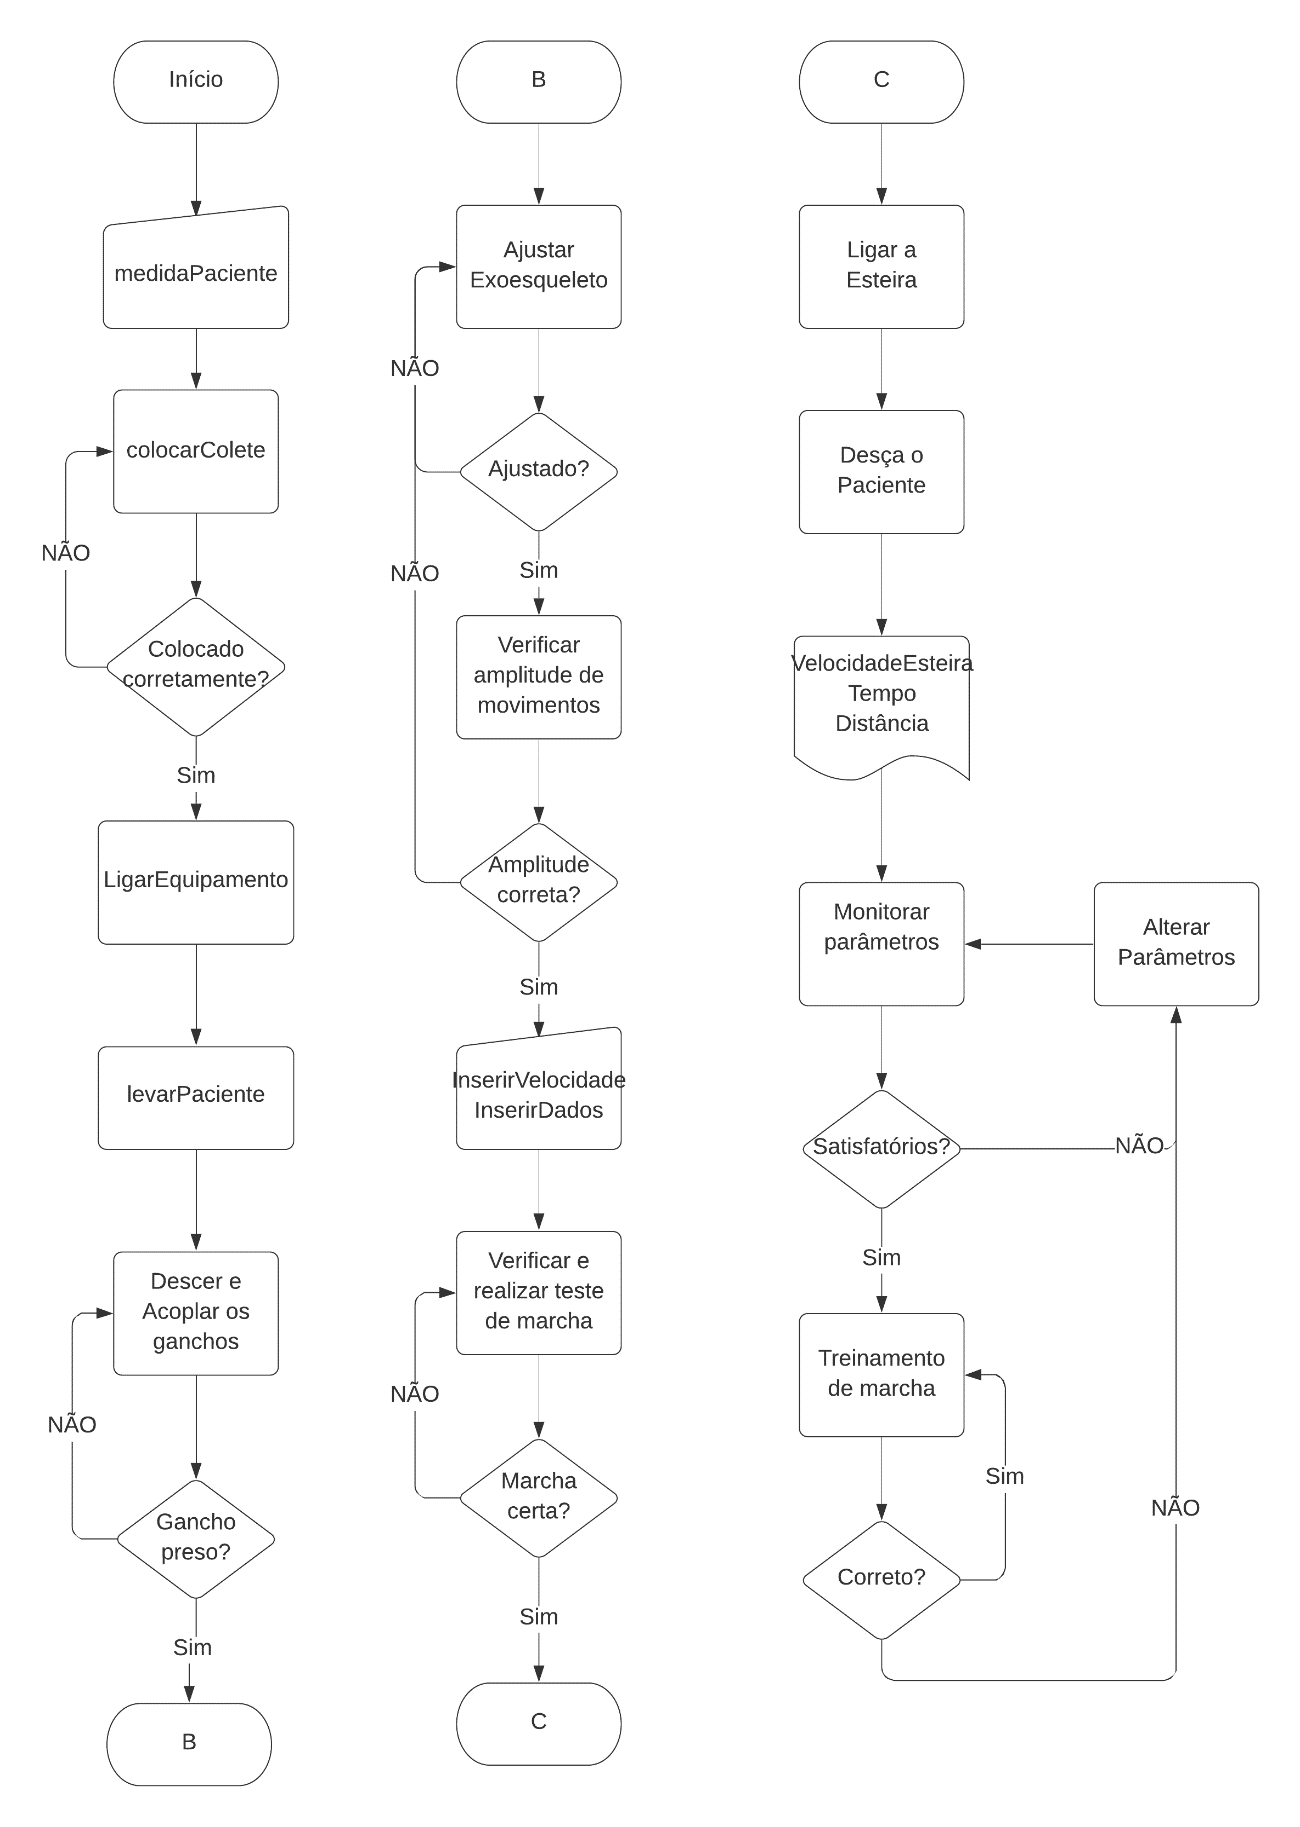 Início
medidaPaciente
colocarColete
NÃO
Colocado
corretamente?
Sim
LigarEquipamento
levarPaciente
Descer e
Acoplar os
ganchos
NÃO
Gancho
preso?
Sim
B
B
Ajustar
Exoesqueleto
NÃO
Ajustado?
NÃO
Sim
Verificar
amplitude de
movimentos
Amplitude
correta?
Sim
InserirVelocidade
InserirDados
Verificar e
realizar teste
de marcha
NÃO
Marcha
certa?
Sim
C
C
Ligar a
Esteira
Desça o
Paciente
VelocidadeEsteira
Tempo
Distância
Monitorar
parâmetros
Alterar
Parâmetros
Satisfatórios?
NÃO
Sim
Treinamento
de marcha
Sim
NÃO
Correto?